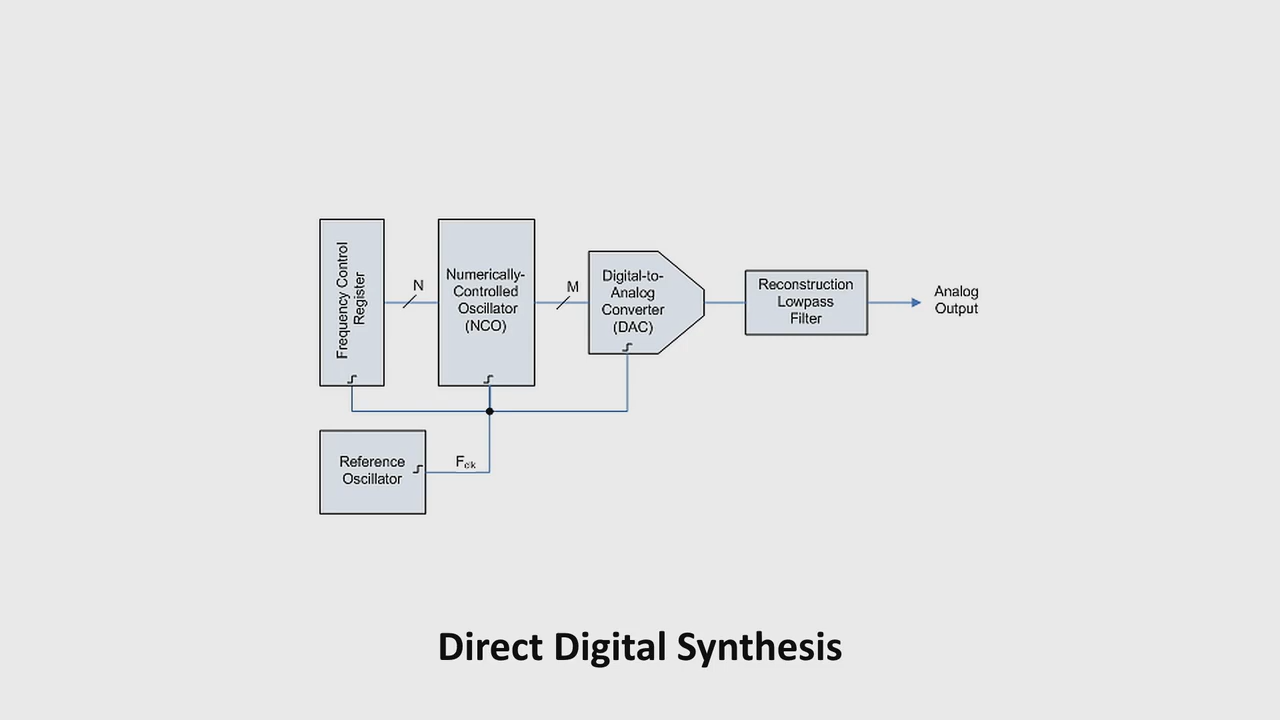 Frequency Control
Register
N
Numerically-
Controlled
Oscillator
(NCO)
M
Digital-to-
Analog
Converter
(DAC)
Reconstruction
Lowpass
Filter
Analog
Output
Reference
Oscillator
Fclk
Direct Digital Synthesis